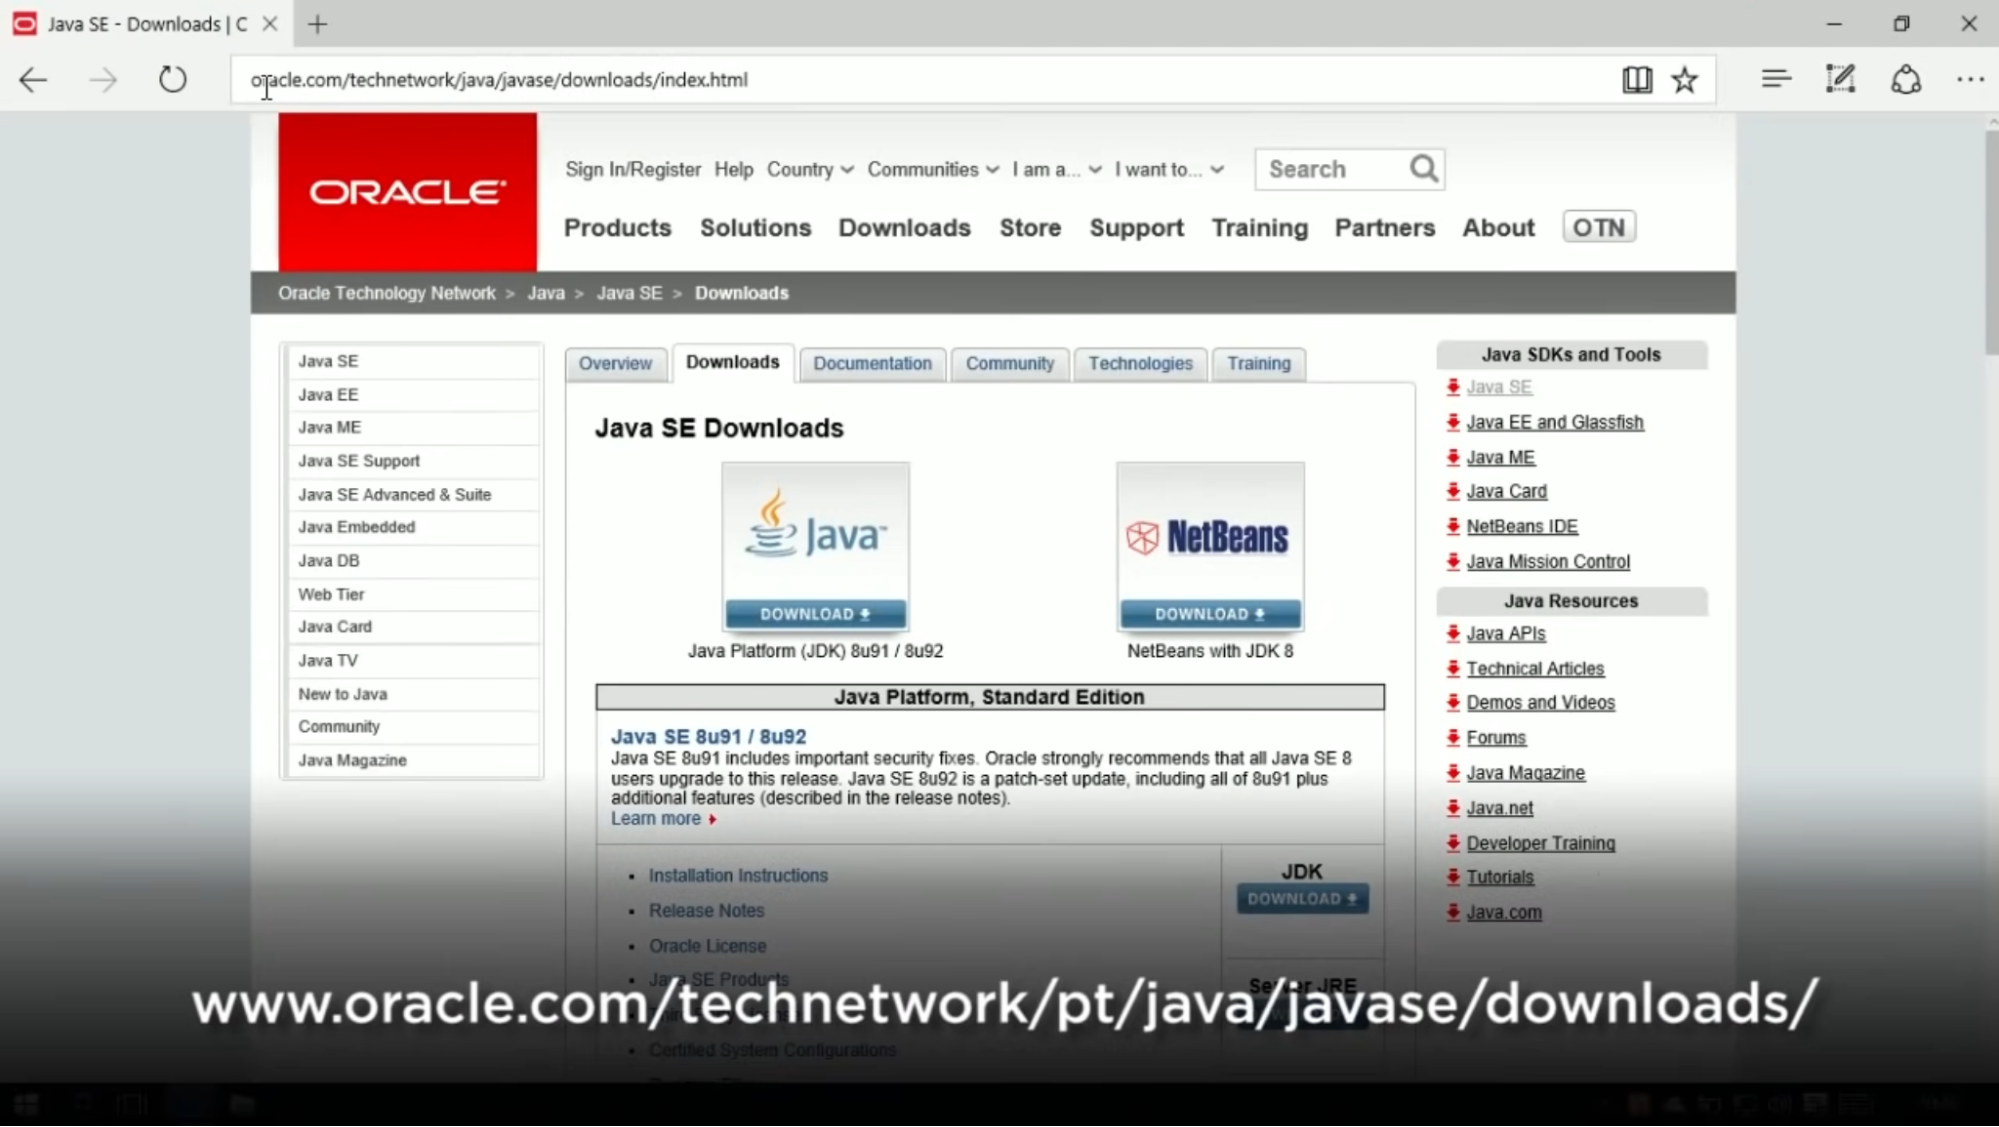 Java SE - Downloads | C
oracle.com/technetwork/java/javase/downloads/index.html
ORACLE
Sign In/Register Help Country Communities I am a... I want to... Search
Products Solutions Downloads Store Support Training Partners About OTN
Oracle Technology Network > Java > Java SE > Downloads
Java SE
Java EE
Java ME
Java SE Support
Java SE Advanced & Suite
Java Embedded
Java DB
Web Tier
Java Card
Java TV
New to Java
Community
Java Magazine
Overview Downloads Documentation Community Technologies Training
Java SE Downloads
Java™
DOWNLOAD
Java Platform (JDK) 8u91 / 8u92
NetBeans
DOWNLOAD
NetBeans with JDK 8
Java Platform, Standard Edition
Java SE 8u91 / 8u92
Java SE 8u91 includes important security fixes. Oracle strongly recommends that all Java SE 8
users upgrade to this release. Java SE 8u92 is a patch-set update, including all of 8u91 plus
additional features (described in the release notes).
Learn more
Installation Instructions
Release Notes
Oracle License
Java SE Products
Certified System Configurations
JDK
DOWNLOAD
Server JRE
Java SDKs and Tools
Java SE
Java EE and Glassfish
Java ME
Java Card
NetBeans IDE
Java Mission Control
Java Resources
Java APIs
Technical Articles
Demos and Videos
Forums
Java Magazine
Java.net
Developer Training
Tutorials
Java.com
www.oracle.com/technetwork/pt/java/javase/downloads/